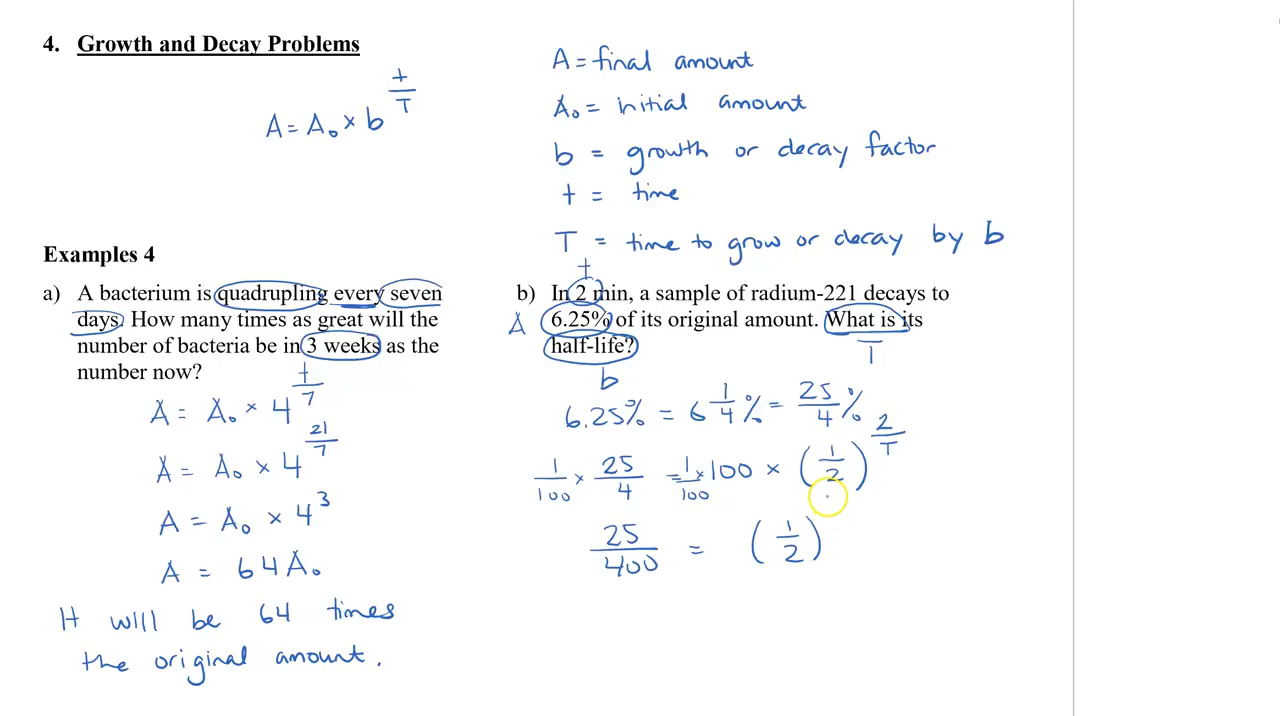 4. Growth and Decay Problems
A = A₀ × b^(t/T)
A = final amount
A₀ = initial amount
b = growth or decay factor
t = time
T = time to grow or decay by b
Examples 4
a) A bacterium is quadrupling every seven
days. How many times as great will the
number of bacteria be in 3 weeks as the
number now?
A = A₀ × 4^(t/7)
A = A₀ × 4^(21/7)
A = A₀ × 4³
A = 64A₀
It will be 64 times
the original amount.
t
b) In 2 min, a sample of radium-221 decays to
A 6.25% of its original amount. What is its
half-life? T
b
6.25% = 6 1/4 % = 25/4 %
1/100 × 25/4 = 1/100 × 100 × (1/2)^(2/T)
25/400 = (1/2)